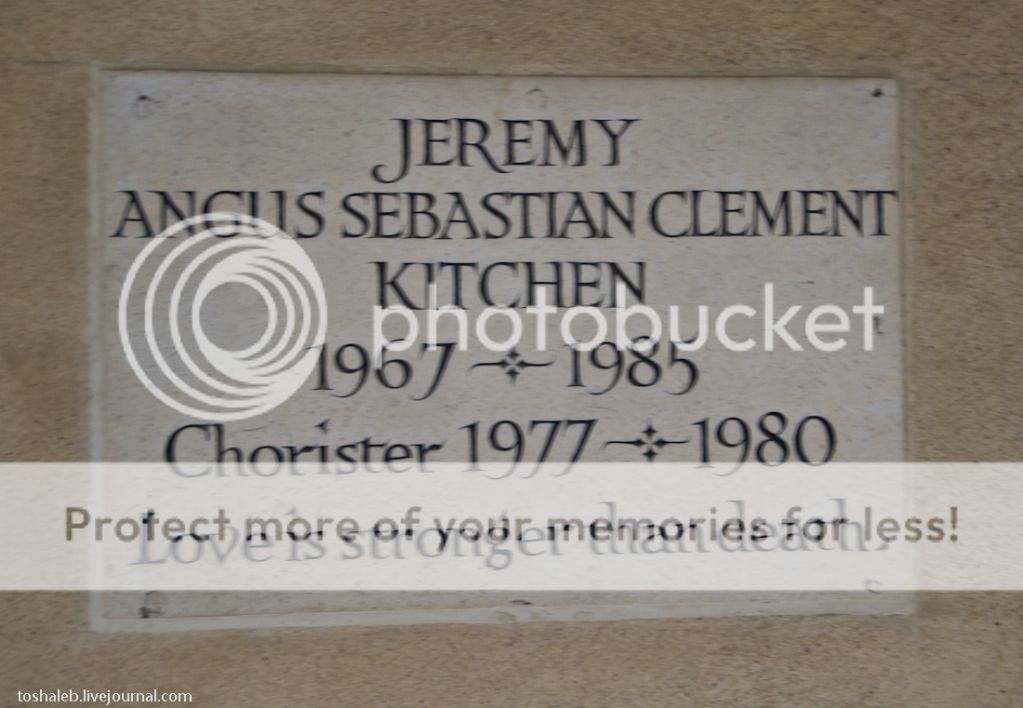 JEREMY
ANGUS SEBASTIAN CLEMENT
KITCHEN
1967 1985
Chorister 1977 1980
Love is stronger than death.
photobucket
Protect more of your memories for less!
toshaleb.livejournal.com